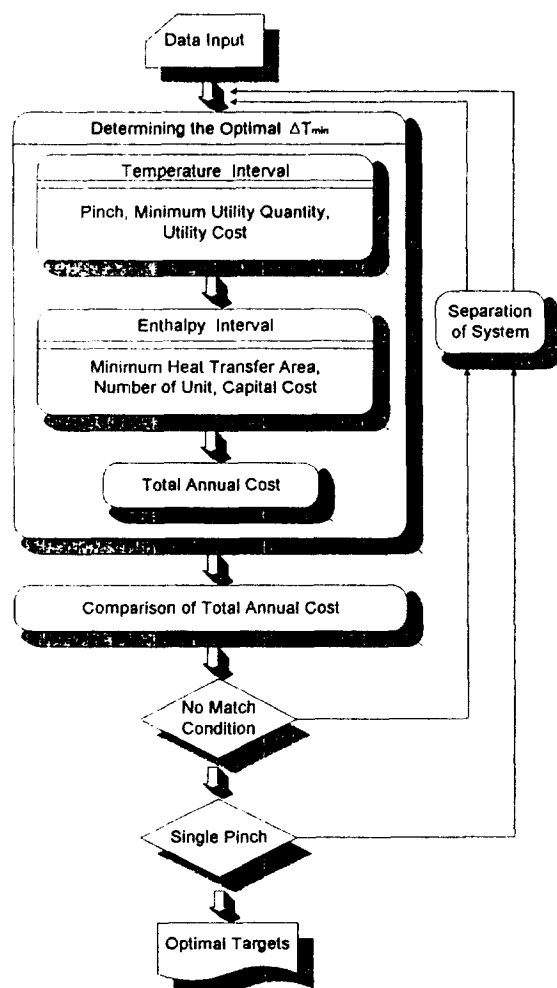 Data Input
Determining the Optimal ΔTmin
Temperature Interval
Pinch, Minimum Utility Quantity,
Utility Cost
Enthalpy Interval
Minimum Heat Transfer Area,
Number of Unit, Capital Cost
Total Annual Cost
Separation
of System
Comparison of Total Annual Cost
No Match
Condition
Single Pinch
Optimal Targets